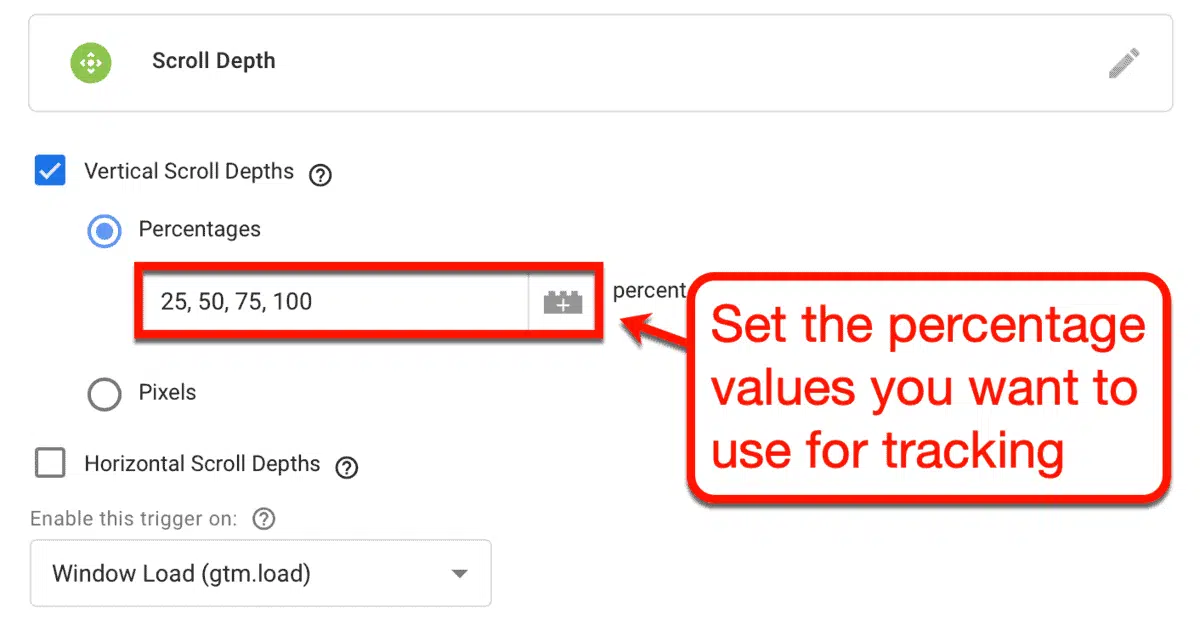 Scroll Depth
Vertical Scroll Depths
Percentages
25, 50, 75, 100
percent
Set the percentage
values you want to
use for tracking
Pixels
Horizontal Scroll Depths
Enable this trigger on:
Window Load (gtm.load)